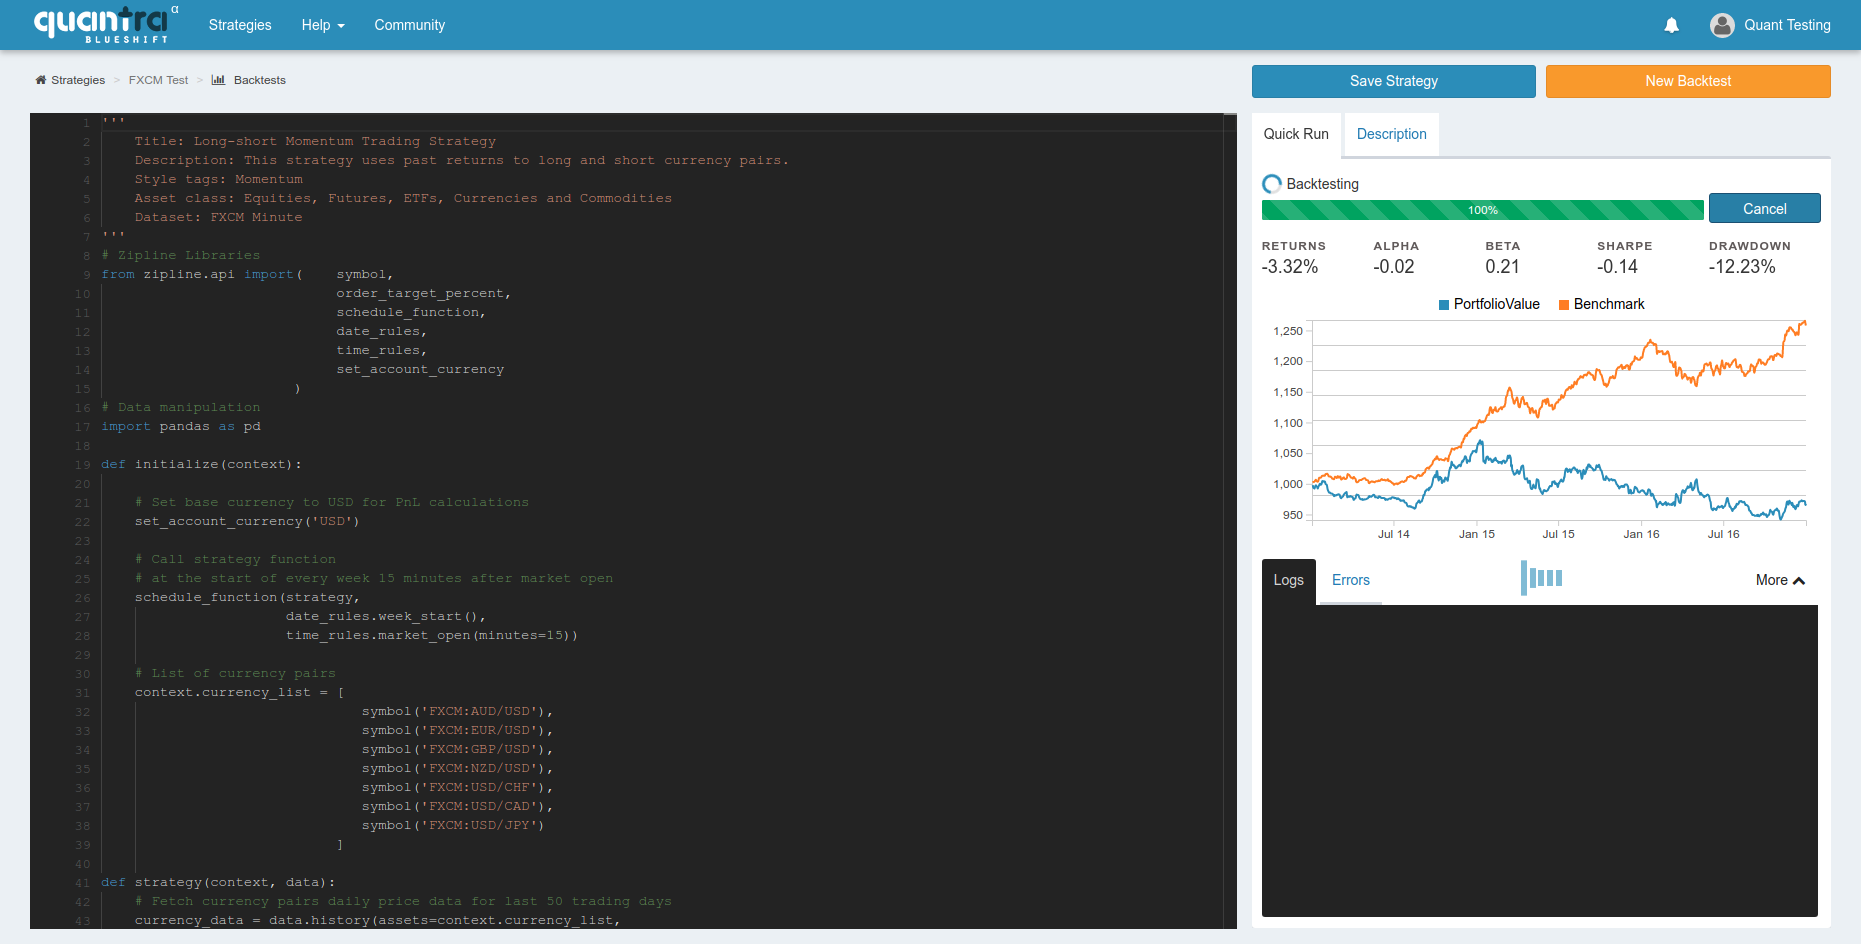 quantra α
BLUESHIFT
Strategies Help Community
Quant Testing
Strategies > FXCM Test > Backtests
Save Strategy
New Backtest
1 '''
2 Title: Long-short Momentum Trading Strategy
3 Description: This strategy uses past returns to long and short currency pairs.
4 Style tags: Momentum
5 Asset class: Equities, Futures, ETFs, Currencies and Commodities
6 Dataset: FXCM Minute
7 '''
8 # Zipline Libraries
9 from zipline.api import( symbol,
10 order_target_percent,
11 schedule_function,
12 date_rules,
13 time_rules,
14 set_account_currency
15 )
16 # Data manipulation
17 import pandas as pd
18
19 def initialize(context):
20
21 # Set base currency to USD for PnL calculations
22 set_account_currency('USD')
23
24 # Call strategy function
25 # at the start of every week 15 minutes after market open
26 schedule_function(strategy,
27 date_rules.week_start(),
28 time_rules.market_open(minutes=15))
29
30 # List of currency pairs
31 context.currency_list = [
32 symbol('FXCM:AUD/USD'),
33 symbol('FXCM:EUR/USD'),
34 symbol('FXCM:GBP/USD'),
35 symbol('FXCM:NZD/USD'),
36 symbol('FXCM:USD/CHF'),
37 symbol('FXCM:USD/CAD'),
38 symbol('FXCM:USD/JPY')
39 ]
40
41 def strategy(context, data):
42 # Fetch currency pairs daily price data for last 50 trading days
43 currency_data = data.history(assets=context.currency_list,
Quick Run Description
Backtesting
100%
Cancel
RETURNS ALPHA BETA SHARPE DRAWDOWN
-3.32% -0.02 0.21 -0.14 -12.23%
PortfolioValue Benchmark
1,250
1,200
1,150
1,100
1,050
1,000
950
Jul 14 Jan 15 Jul 15 Jan 16 Jul 16
Logs Errors More